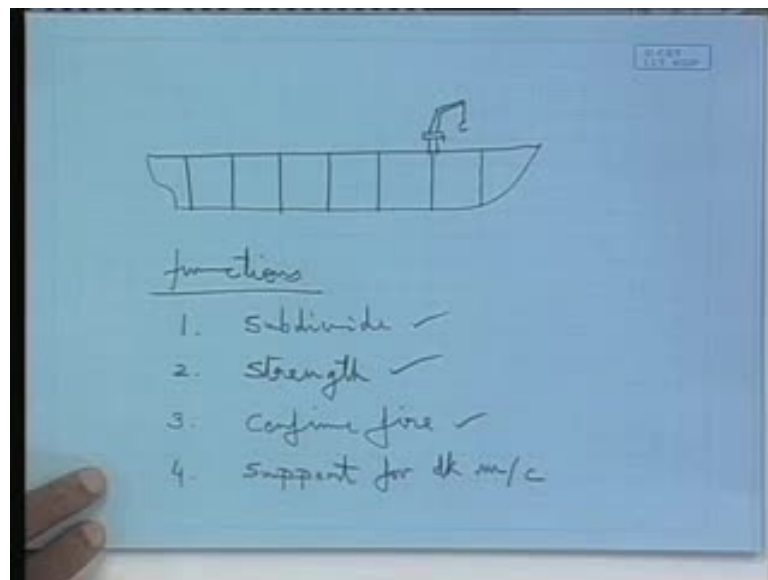 functions
1. Subdivide
2. Strength
3. Confine fire
4. Support for dk m/c